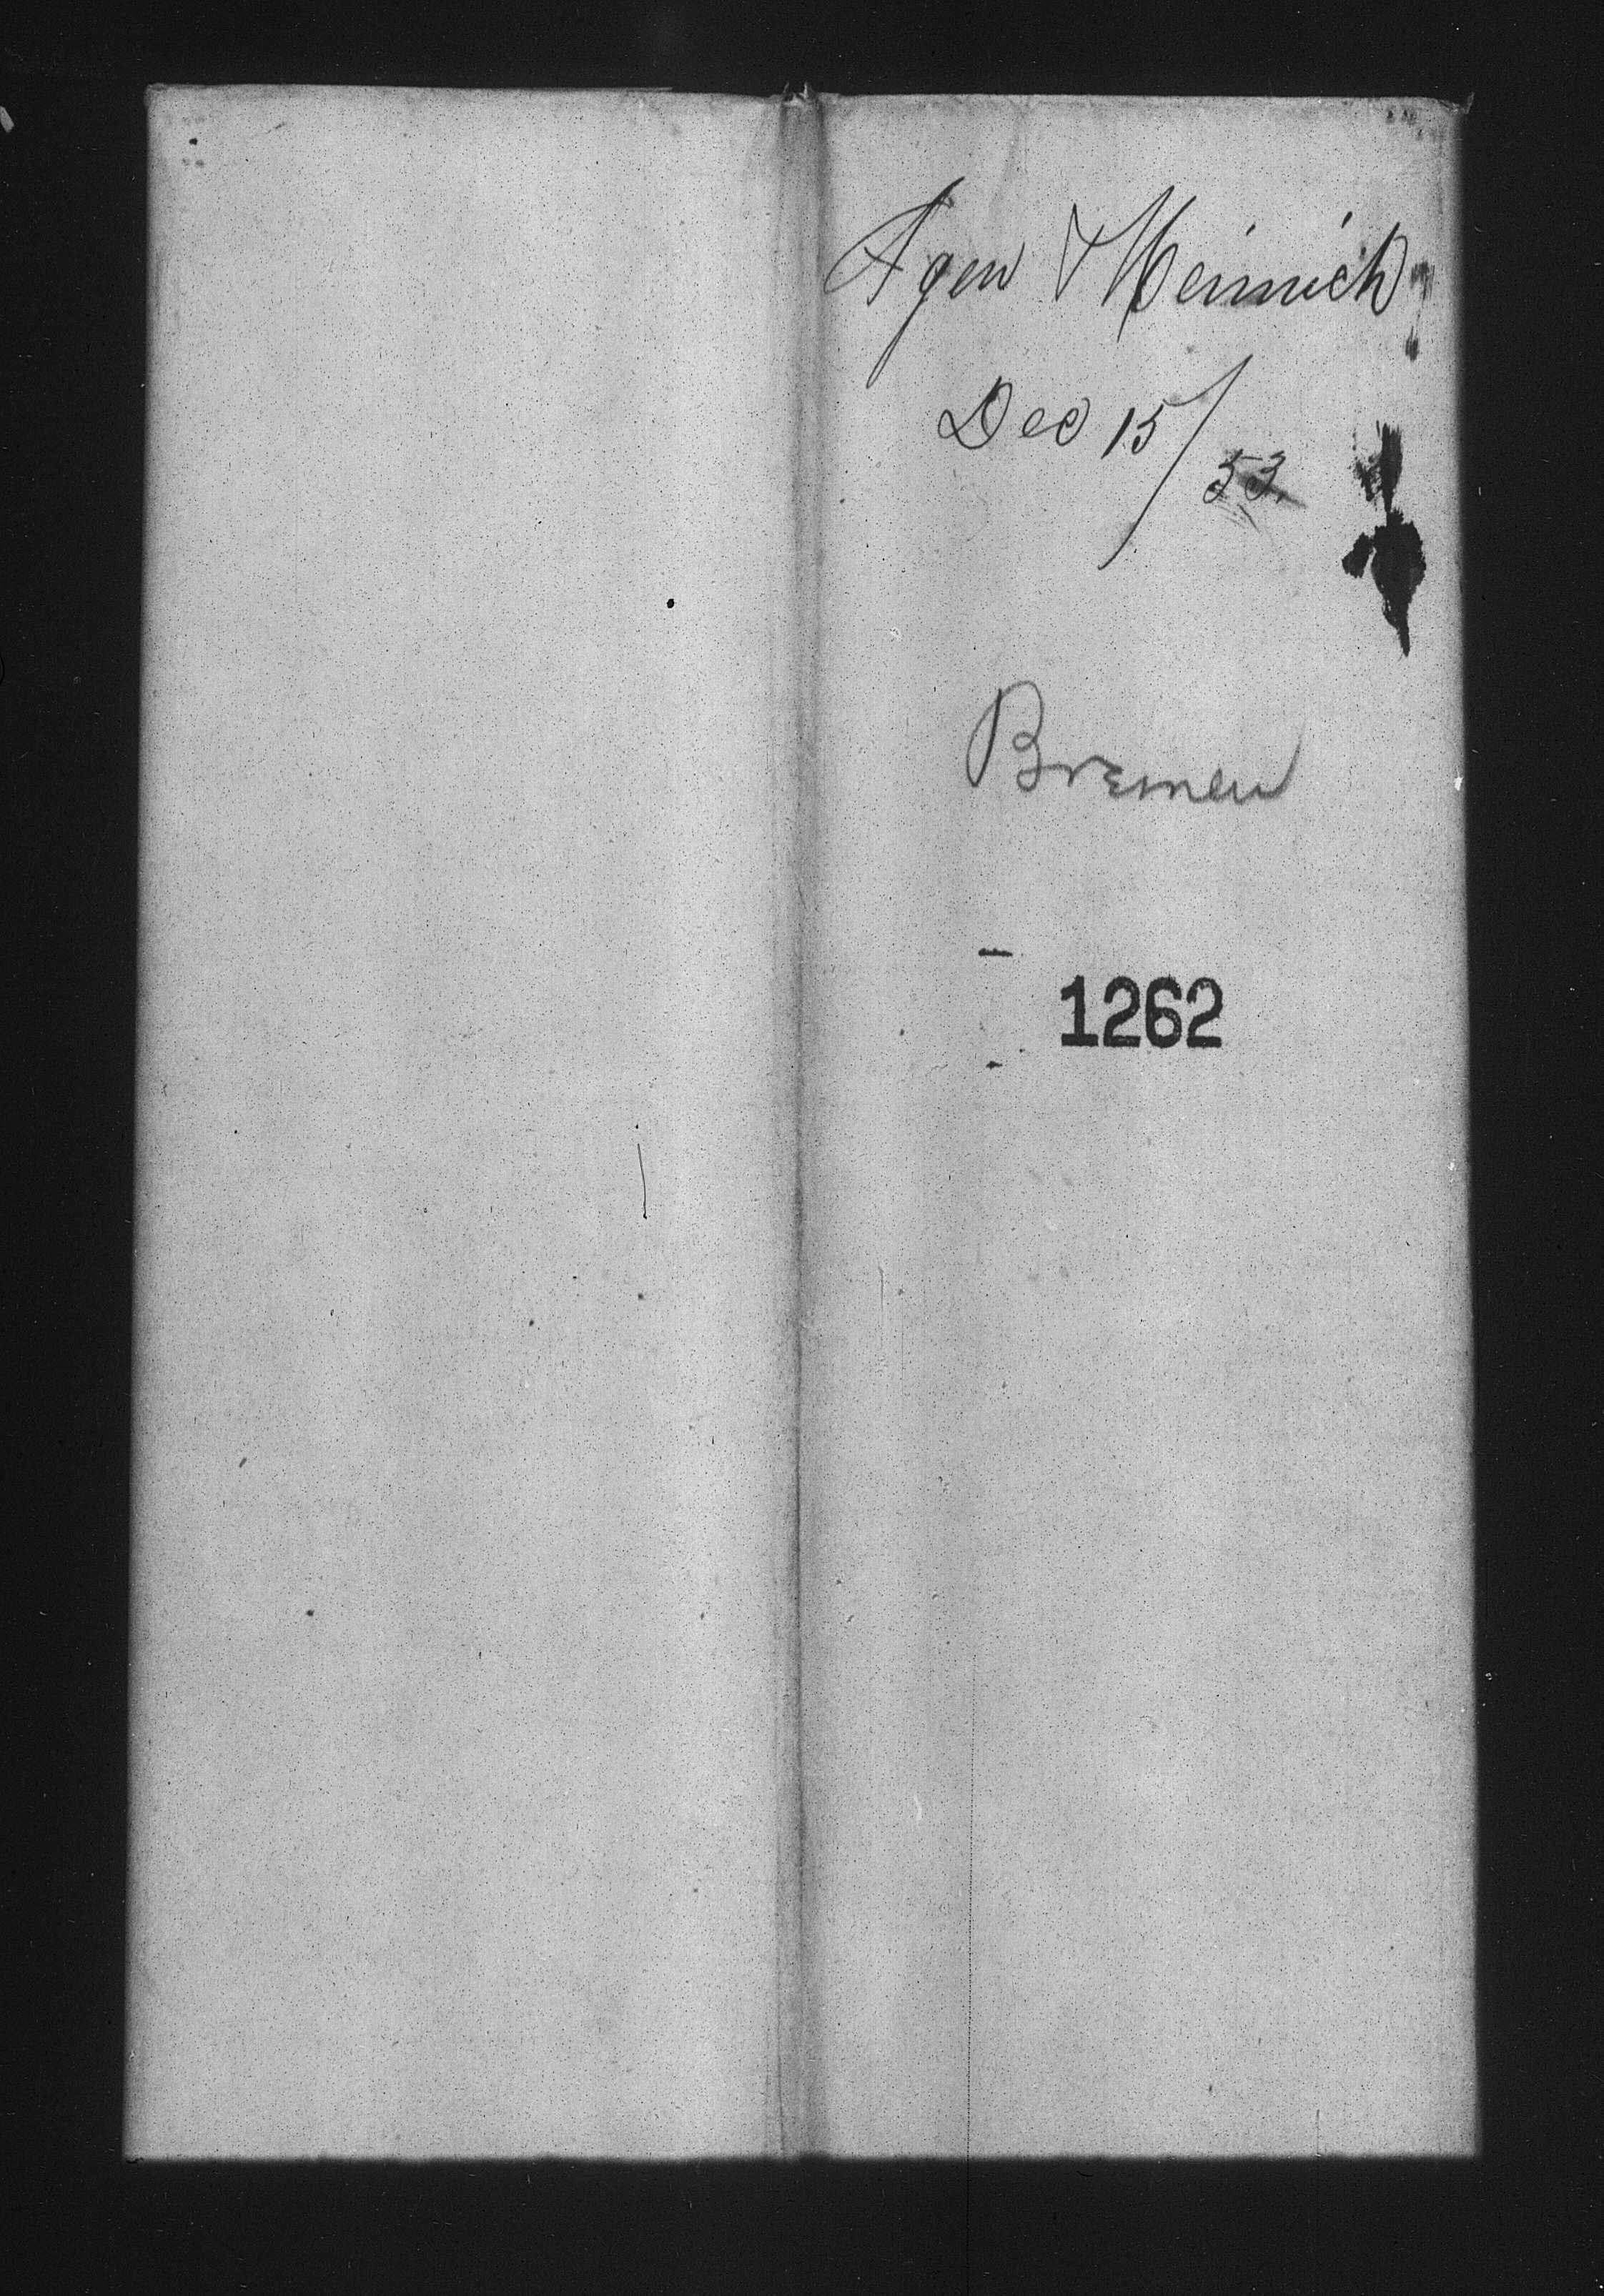 Agen & Heinrich
Dec 15/53.
Bremen
1262